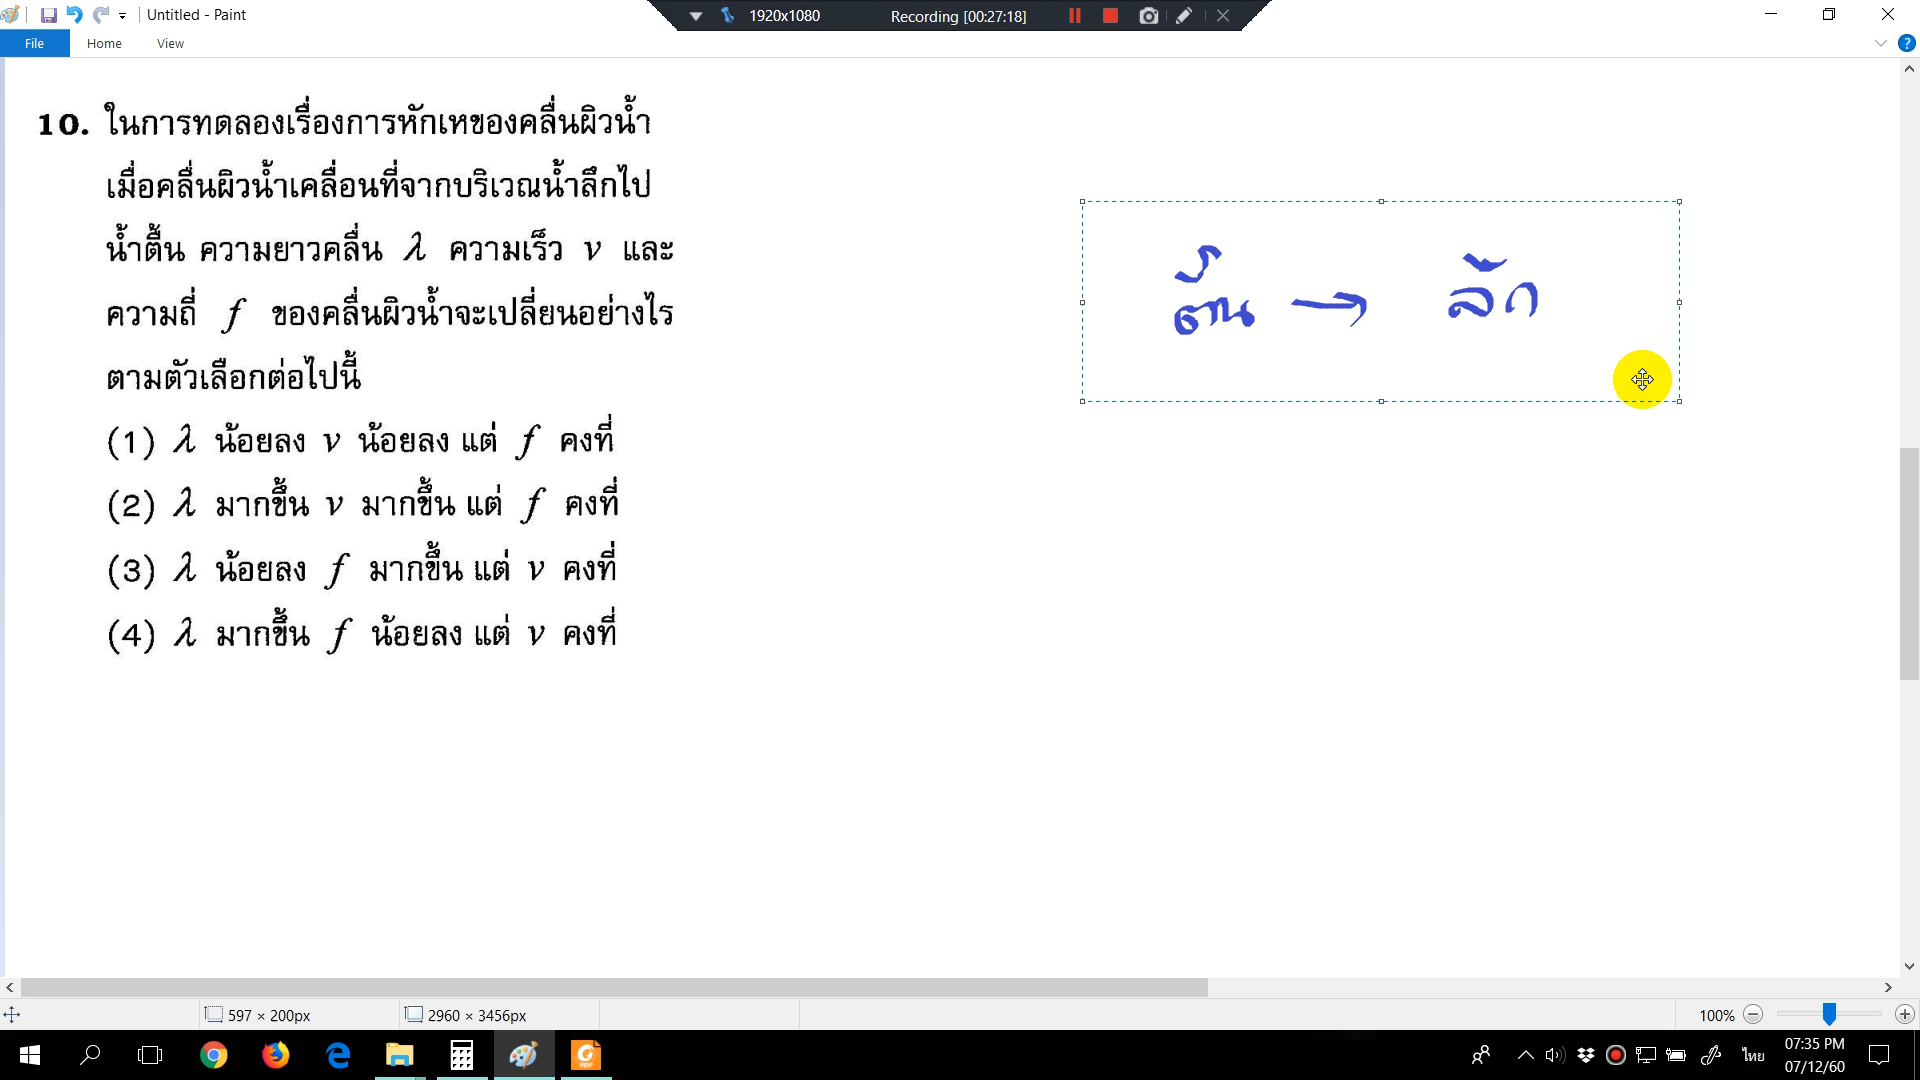 Untitled - Paint
1920x1080
Recording [00:27:18]
File
Home
View
10. ในการทดลองเรื่องการหักเหของคลื่นผิวน้ำ
เมื่อคลื่นผิวน้ำเคลื่อนที่จากบริเวณน้ำลึกไป
น้ำตื้น ความยาวคลื่น λ ความเร็ว v และ
ความถี่ f ของคลื่นผิวน้ำจะเปลี่ยนอย่างไร
ตามตัวเลือกต่อไปนี้
(1) λ น้อยลง v น้อยลง แต่ f คงที่
(2) λ มากขึ้น v มากขึ้น แต่ f คงที่
(3) λ น้อยลง f มากขึ้น แต่ v คงที่
(4) λ มากขึ้น f น้อยลง แต่ v คงที่
ตื้น → ลึก
597 × 200px
2960 × 3456px
100%
ไทย
07:35 PM
07/12/60